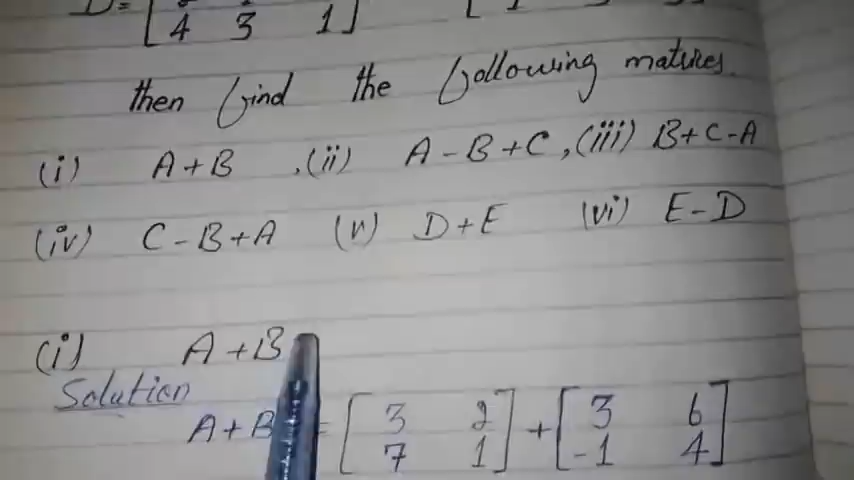 D = [ 4 3 1 ]
then find the following matrices.
(i) A+B , (ii) A-B+C , (iii) B+C-A
(iv) C-B+A (v) D+E (vi) E-D
(i) A+B
Solution
A+B = [ 3 2 ] + [ 3 6 ]
[ 7 1 ] [ -1 4 ]